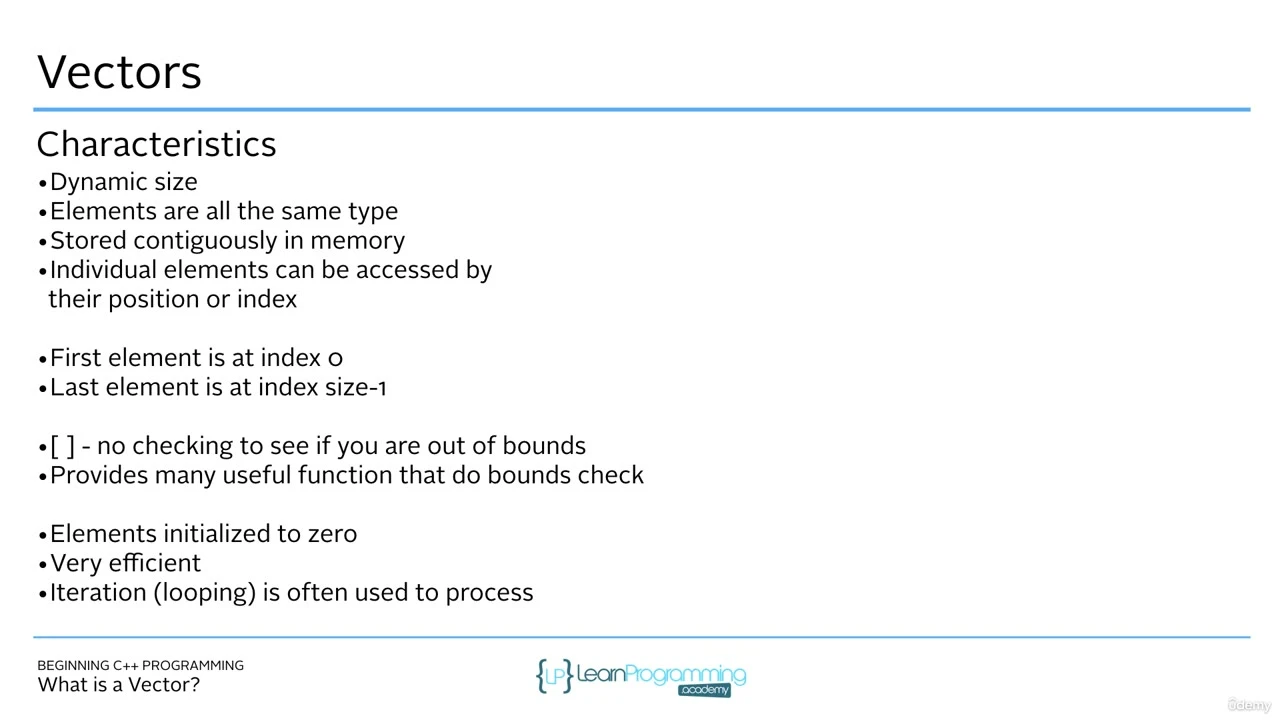 Vectors
Characteristics
•Dynamic size
•Elements are all the same type
•Stored contiguously in memory
•Individual elements can be accessed by
their position or index
•First element is at index 0
•Last element is at index size-1
•[ ] - no checking to see if you are out of bounds
•Provides many useful function that do bounds check
•Elements initialized to zero
•Very efficient
•Iteration (looping) is often used to process
BEGINNING C++ PROGRAMMING
What is a Vector?
{LP} LearnProgramming
.academy
ûdemy